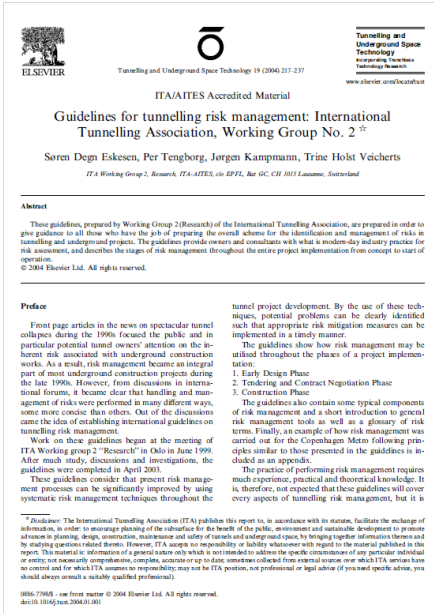 ELSEVIER
Tunnelling and
Underground Space
Technology
incorporating Trenchless
Technology Research
Tunnelling and Underground Space Technology 19 (2004) 217–237
www.elsevier.com/locate/tust
ITA/AITES Accredited Material
Guidelines for tunnelling risk management: International
Tunnelling Association, Working Group No. 2 ☆
Søren Degn Eskesen, Per Tengborg, Jørgen Kampmann, Trine Holst Veicherts
ITA Working Group 2, Research, ITA-AITES, c/o EPFL, Bat GC, CH 1015 Lausanne, Switzerland
Abstract
These guidelines, prepared by Working Group 2 (Research) of the International Tunnelling Association, are prepared in order to
give guidance to all those who have the job of preparing the overall scheme for the identification and management of risks in
tunnelling and underground projects. The guidelines provide owners and consultants with what is modern-day industry practice for
risk assessment, and describes the stages of risk management throughout the entire project implementation from concept to start of
operation.
© 2004 Elsevier Ltd. All rights reserved.
Preface
Front page articles in the news on spectacular tunnel
collapses during the 1990s focused the public and in
particular potential tunnel owners' attention on the in-
herent risk associated with underground construction
works. As a result, risk management became an integral
part of most underground construction projects during
the late 1990s. However, from discussions in interna-
tional forums, it became clear that handling and man-
agement of risks were performed in many different ways,
some more concise than others. Out of the discussions
came the idea of establishing international guidelines on
tunnelling risk management.
Work on these guidelines began at the meeting of
ITA Working group 2 "Research" in Oslo in June 1999.
After much study, discussions and investigations, the
guidelines were completed in April 2003.
These guidelines consider that present risk manage-
ment processes can be significantly improved by using
systematic risk management techniques throughout the
tunnel project development. By the use of these tech-
niques, potential problems can be clearly identified
such that appropriate risk mitigation measures can be
implemented in a timely manner.
The guidelines show how risk management may be
utilised throughout the phases of a project implemen-
tation:
1. Early Design Phase
2. Tendering and Contract Negotiation Phase
3. Construction Phase
The guidelines also contain some typical components
of risk management and a short introduction to general
risk management tools as well as a glossary of risk
terms. Finally, an example of how risk management was
carried out for the Copenhagen Metro following prin-
ciples similar to those presented in the guidelines is in-
cluded as an appendix.
The practice of performing risk management requires
much experience, practical and theoretical knowledge. It
is, therefore, not expected that these guidelines will cover
every aspects of tunnelling risk management, but it is
☆ Disclaimer: The International Tunnelling Association (ITA) publishes this report to, in accordance with its statutes, facilitate the exchange of
information, in order: to encourage planning of the subsurface for the benefit of the public, environment and sustainable development to promote
advances in planning, design, construction, maintenance and safety of tunnels and underground space, by bringing together information thereon and
by studying questions related thereto. However, ITA accepts no responsibility or liability whatsoever with regard to the material published in this
report. This material is: information of a general nature only which is not intended to address the specific circumstances of any particular individual
or entity; not necessarily comprehensive, complete, accurate or up to date; sometimes collected from external sources over which ITA services have
no control and for which ITA assumes no responsibility; may not be ITA position, not professional or legal advice (if you need specific advice, you
should always consult a suitably qualified professional).
0886-7798/$ - see front matter © 2004 Elsevier Ltd. All rights reserved.
doi:10.1016/j.tust.2004.01.001